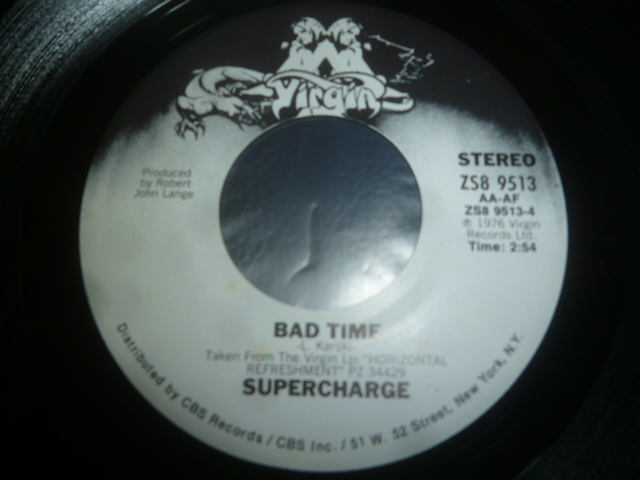 Virgin
Produced
by Robert
John Lange
STEREO
ZS8 9513
AA-AF
ZS8 9513-4
℗ 1976 Virgin
Records Ltd.
Time: 2:54
BAD TIME
-L. Karski-
Taken From The Virgin Lp: "HORIZONTAL
REFRESHMENT" PZ 34429
SUPERCHARGE
Distributed by CBS Records / CBS Inc. / 51 W. 52 Street, New York, N.Y.